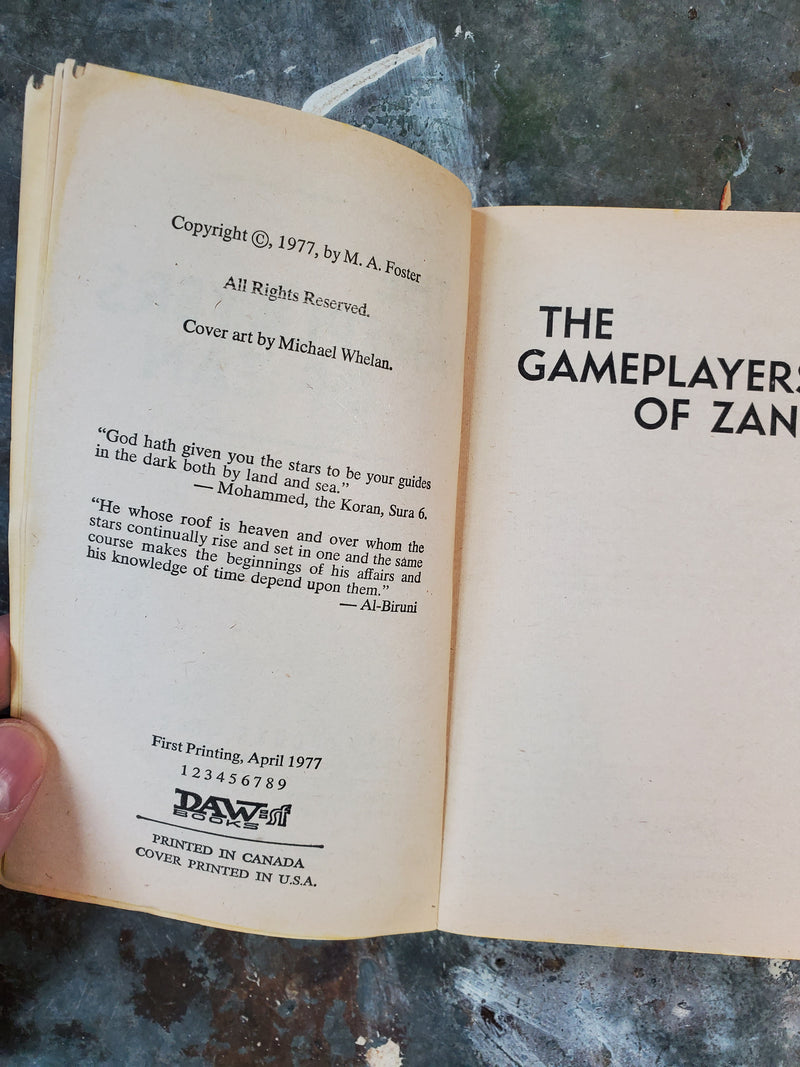 Copyright ©, 1977, by M. A. Foster
All Rights Reserved.
Cover art by Michael Whelan.
“God hath given you the stars to be your guides
in the dark both by land and sea.”
— Mohammed, the Koran, Sura 6.
“He whose roof is heaven and over whom the
stars continually rise and set in one and the same
course makes the beginnings of his affairs and
his knowledge of time depend upon them.”
— Al-Biruni
First Printing, April 1977
1 2 3 4 5 6 7 8 9
DAW sf
BOOKS
PRINTED IN CANADA
COVER PRINTED IN U.S.A.
THE
GAMEPLAYERS
OF ZAN